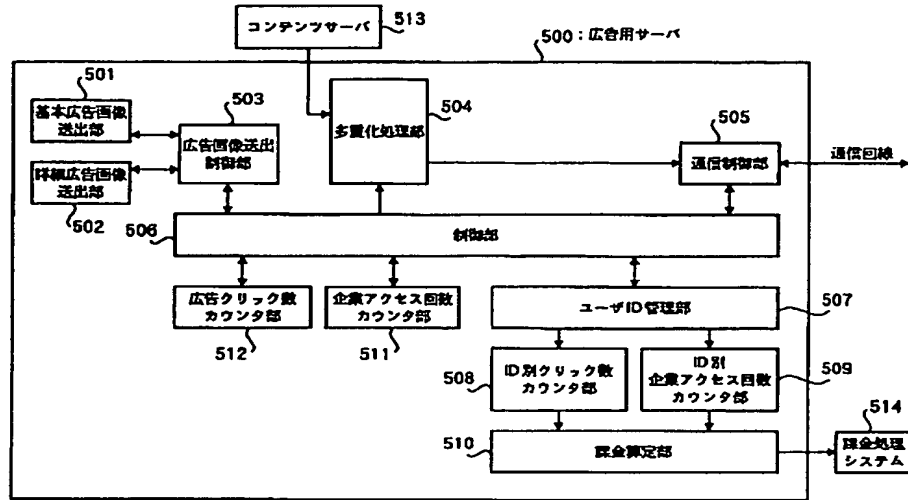 コンテンツサーバ
513
500：広告用サーバ
501
基本広告画像
送出部
503
広告画像送出
制御部
504
多重化処理部
505
通信制御部
通信回線
詳細広告画像
送出部
502
506
制御部
広告クリック数
カウンタ部
512
企業アクセス回数
カウンタ部
511
ユーザID管理部
507
508
ID別クリック数
カウンタ部
ID別
企業アクセス回数
カウンタ部
509
510
課金算定部
514
課金処理
システム